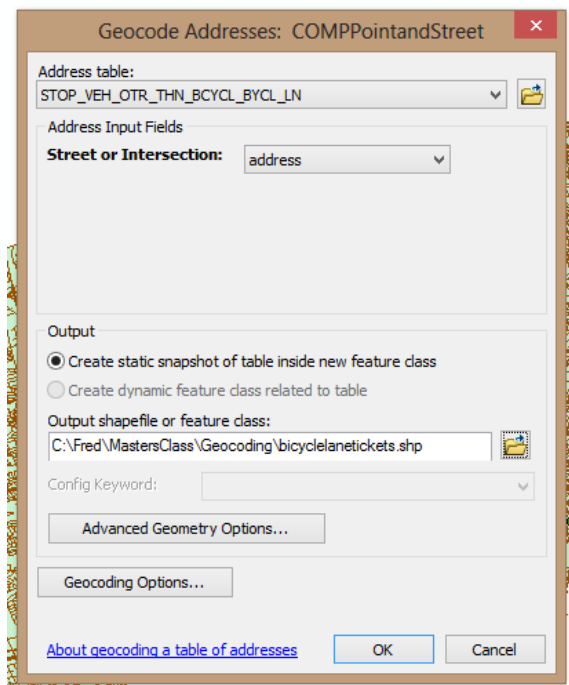 Geocode Addresses: COMPPointandStreet
Address table:
STOP_VEH_OTR_THN_BCYCL_BYCL_LN
Address Input Fields
Street or Intersection: address
Output
Create static snapshot of table inside new feature class
Create dynamic feature class related to table
Output shapefile or feature class:
C:\Fred\MastersClass\Geocoding\bicyclelanetickets.shp
Config Keyword:
Advanced Geometry Options...
Geocoding Options...
About geocoding a table of addresses OK Cancel